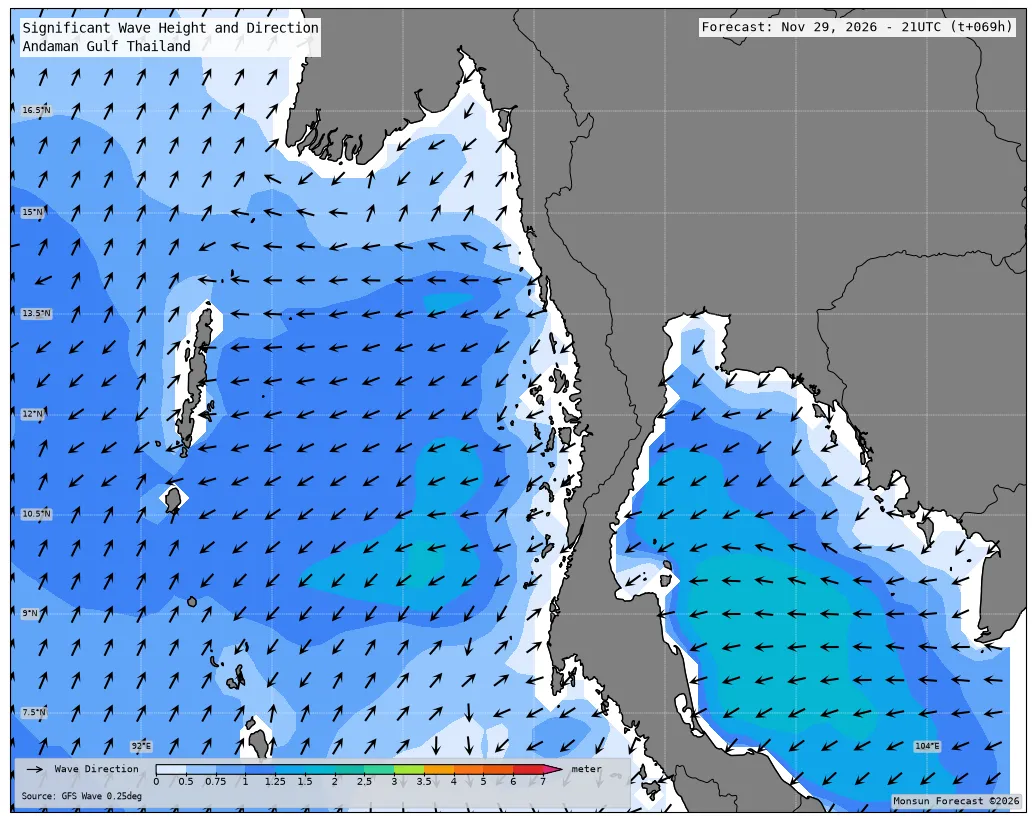 Significant Wave Height and Direction
Andaman Gulf Thailand
Forecast: Nov 29, 2026 - 21UTC (t+069h)
16.5°N
15°N
13.5°N
12°N
10.5°N
9°N
7.5°N
92°E
104°E
Wave Direction
0 0.5 0.75 1 1.25 1.5 2 2.5 3 3.5 4 5 6 7
meter
Source: GFS Wave 0.25deg
Monsun Forecast ©2026